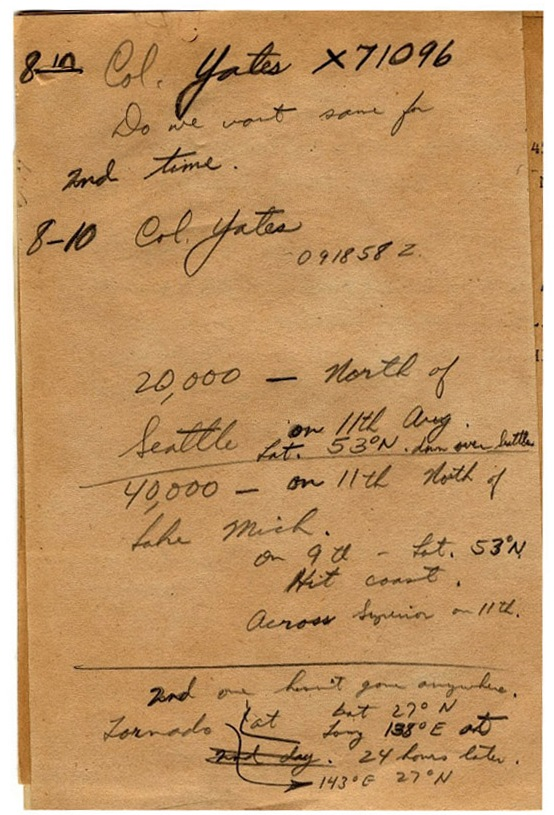 8-10 Col. Yates X71096
Do we want same for
2nd time.
8-10 Col. Yates
091858 Z.
20,000 — North of
Seattle on 11th Aug.
Lat. 53°N. down over Seattle
40,000 — on 11th North of
Lake Mich.
on 9th - Lat. 53°N
Hit coast.
Across Superior on 11th.
2nd one hasn't gone anywhere.
Lat 27° N
Tornado at Long 138° E at
2nd day. 24 hours later.
143°E 27°N